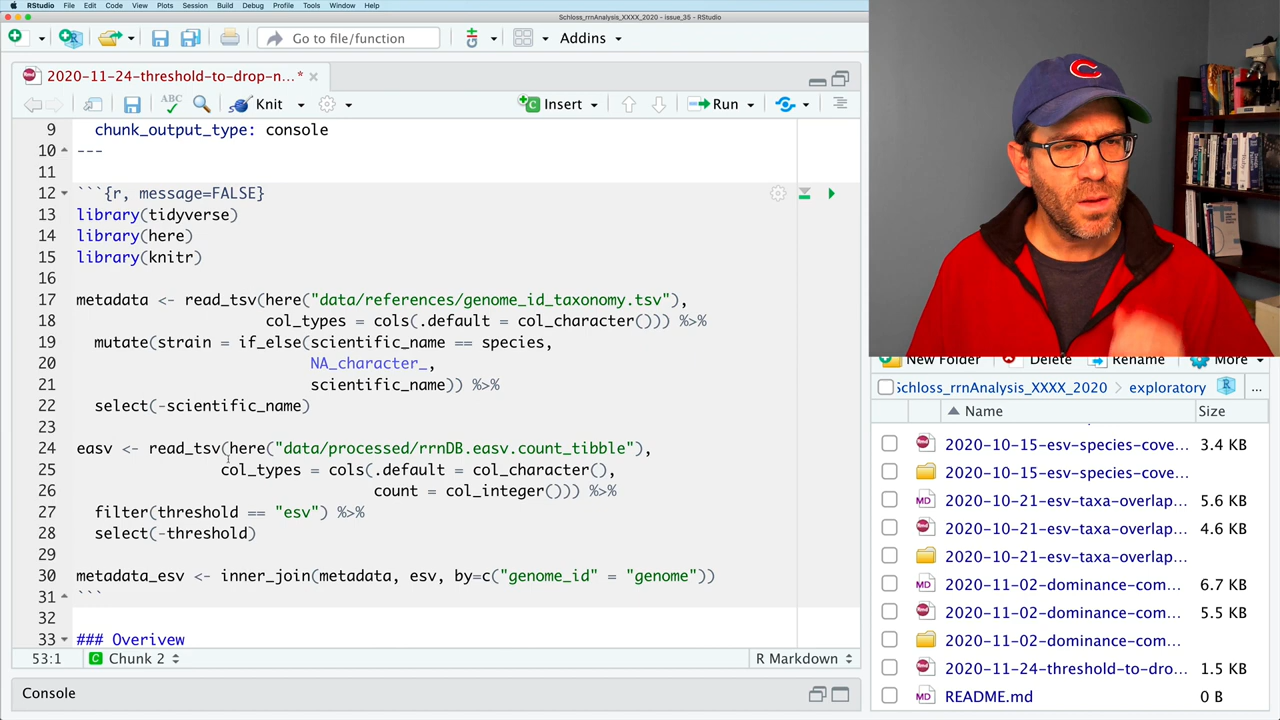 RStudio File Edit Code View Plots Session Build Debug Profile Tools Window Help
Schloss_rrnAnalysis_XXXX_2020 - issue_35 - RStudio
Go to file/function Addins
2020-11-24-threshold-to-drop-n...*
ABC Knit Insert Run
9 chunk_output_type: console
10 ---
11
12 ```{r, message=FALSE}
13 library(tidyverse)
14 library(here)
15 library(knitr)
16
17 metadata <- read_tsv(here("data/references/genome_id_taxonomy.tsv"),
18 col_types = cols(.default = col_character())) %>%
19 mutate(strain = if_else(scientific_name == species,
20 NA_character_,
21 scientific_name)) %>%
22 select(-scientific_name)
23
24 easv <- read_tsv(here("data/processed/rrnDB.easv.count_tibble"),
25 col_types = cols(.default = col_character(),
26 count = col_integer())) %>%
27 filter(threshold == "esv") %>%
28 select(-threshold)
29
30 metadata_esv <- inner_join(metadata, esv, by=c("genome_id" = "genome"))
31 ```
32
33 ### Overivew
53:1 C Chunk 2 R Markdown
Console
New Folder Delete Rename More
Schloss_rrnAnalysis_XXXX_2020 exploratory R ...
Name Size
2020-10-15-esv-species-cove... 3.4 KB
2020-10-15-esv-species-cove...
MD 2020-10-21-esv-taxa-overlap... 5.6 KB
2020-10-21-esv-taxa-overlap... 4.6 KB
2020-10-21-esv-taxa-overlap...
MD 2020-11-02-dominance-com... 6.7 KB
2020-11-02-dominance-com... 5.5 KB
2020-11-02-dominance-com...
2020-11-24-threshold-to-dro... 1.5 KB
MD README.md 0 B